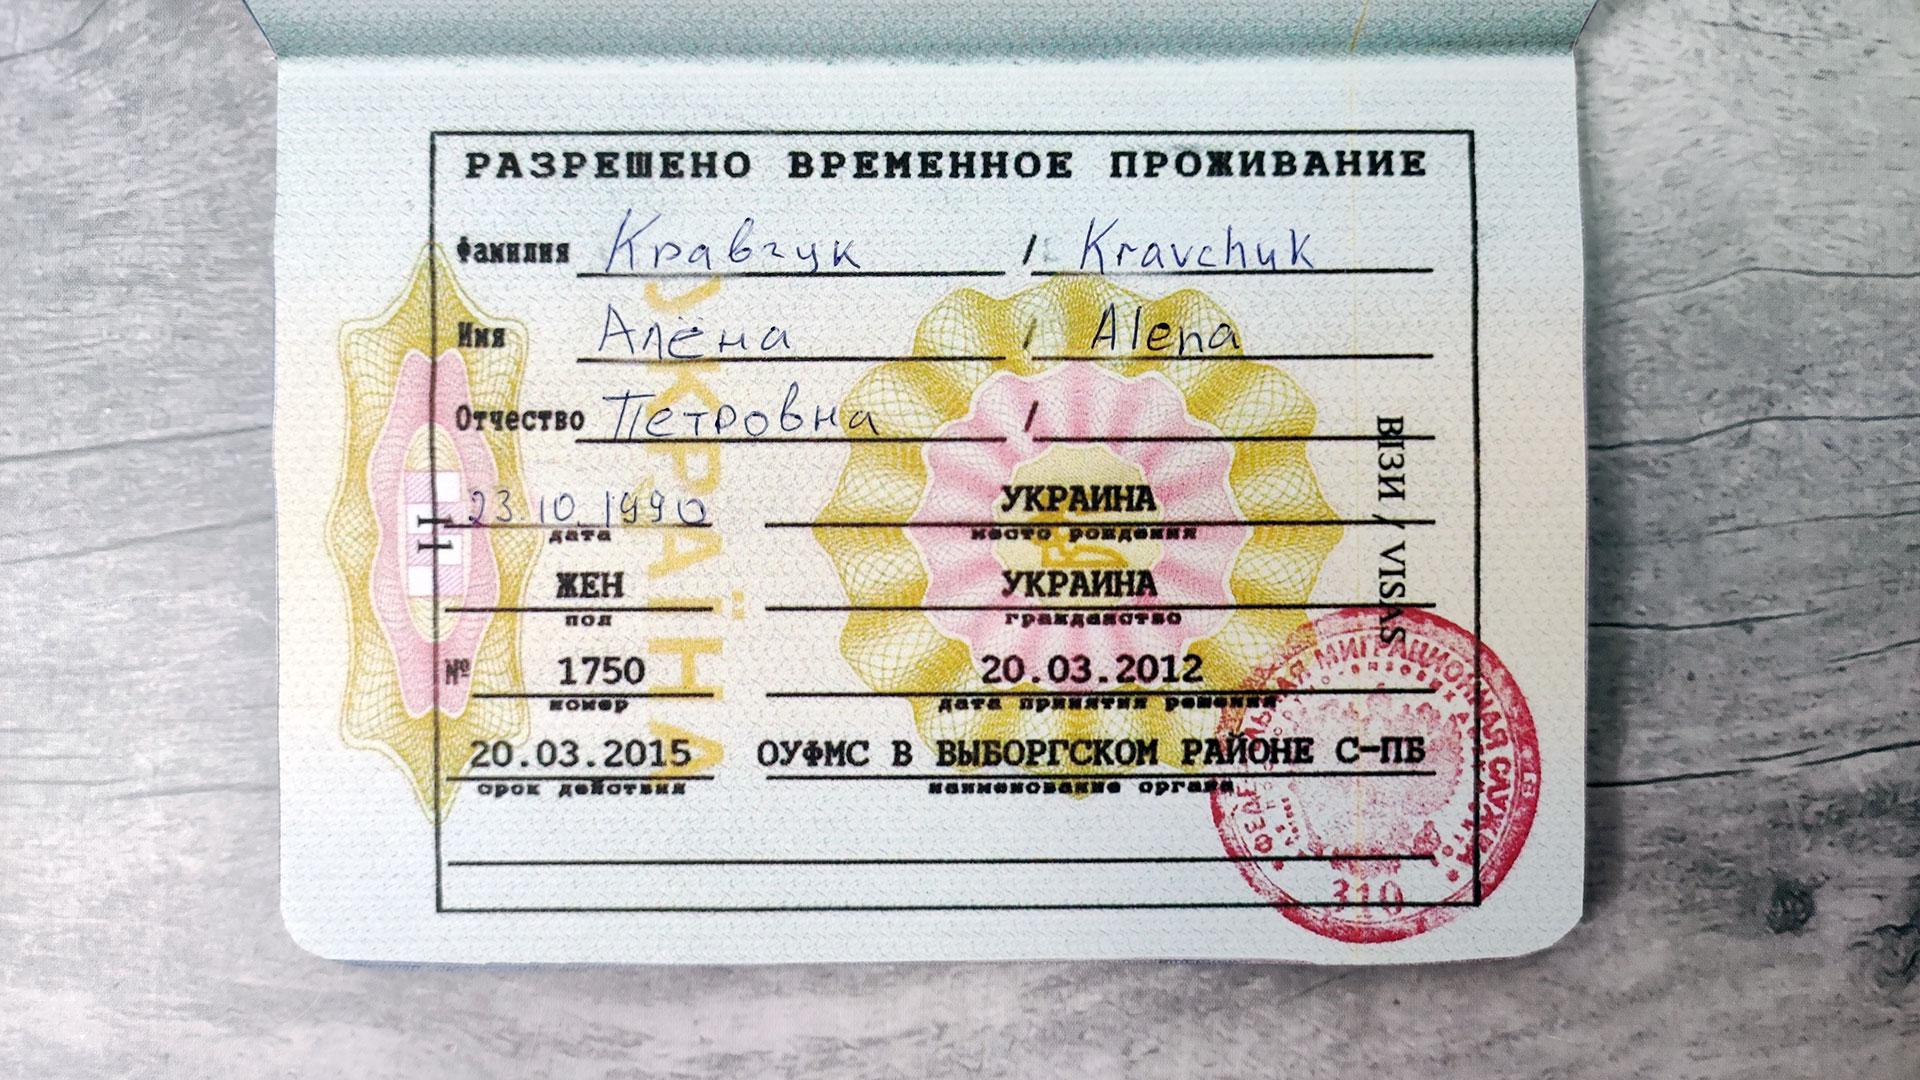 РАЗРЕШЕНО ВРЕМЕННОЕ ПРОЖИВАНИЕ
Фамилия Кравчук / Kravchuk
Имя Алёна / Alena
Отчество Петровна /
23.10.1990 УКРАИНА
дата место рождения
ЖЕН УКРАИНА
пол гражданство
№ 1750 20.03.2012
номер дата принятия решения
20.03.2015 ОУФМС В ВЫБОРГСКОМ РАЙОНЕ С-ПБ
срок действия наименование органа
УКРАЇНА
ВІЗИ / VISAS
11
ФЕДЕРАЛЬНАЯ МИГРАЦИОННАЯ СЛУЖБА
310